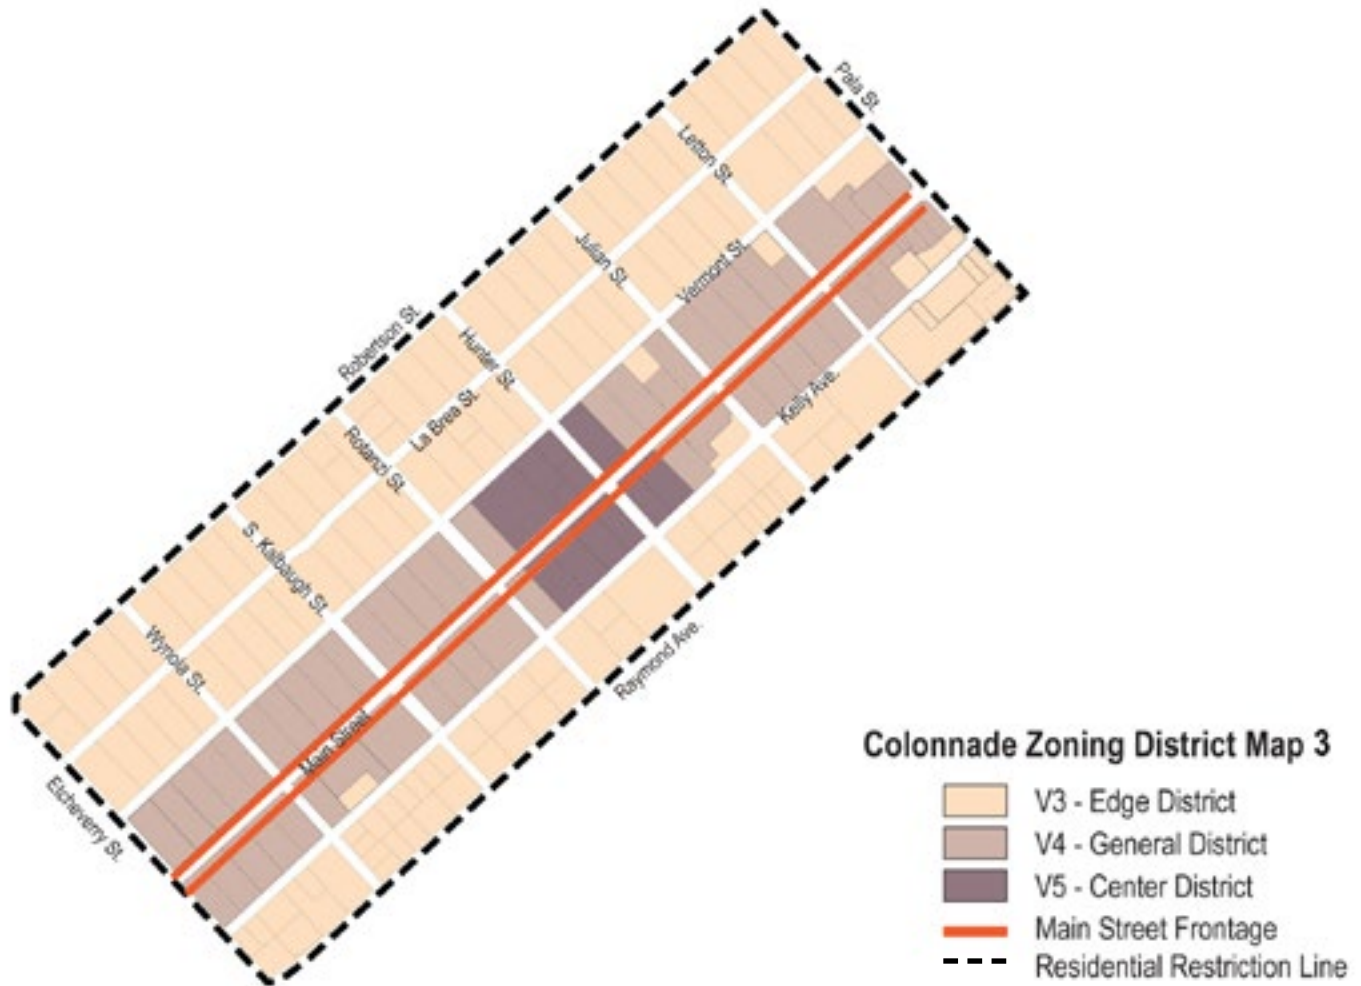 Pala St.
Letton St.
Julian St.
Vermont St.
Robertson St.
Hunter St.
La Brea St.
Kelly Ave.
Rotanzi St.
S. Kalbaugh St.
Wynola St.
Raymond Ave.
Main Street
Etcheverry St.
Colonnade Zoning District Map 3
V3 - Edge District
V4 - General District
V5 - Center District
Main Street Frontage
Residential Restriction Line